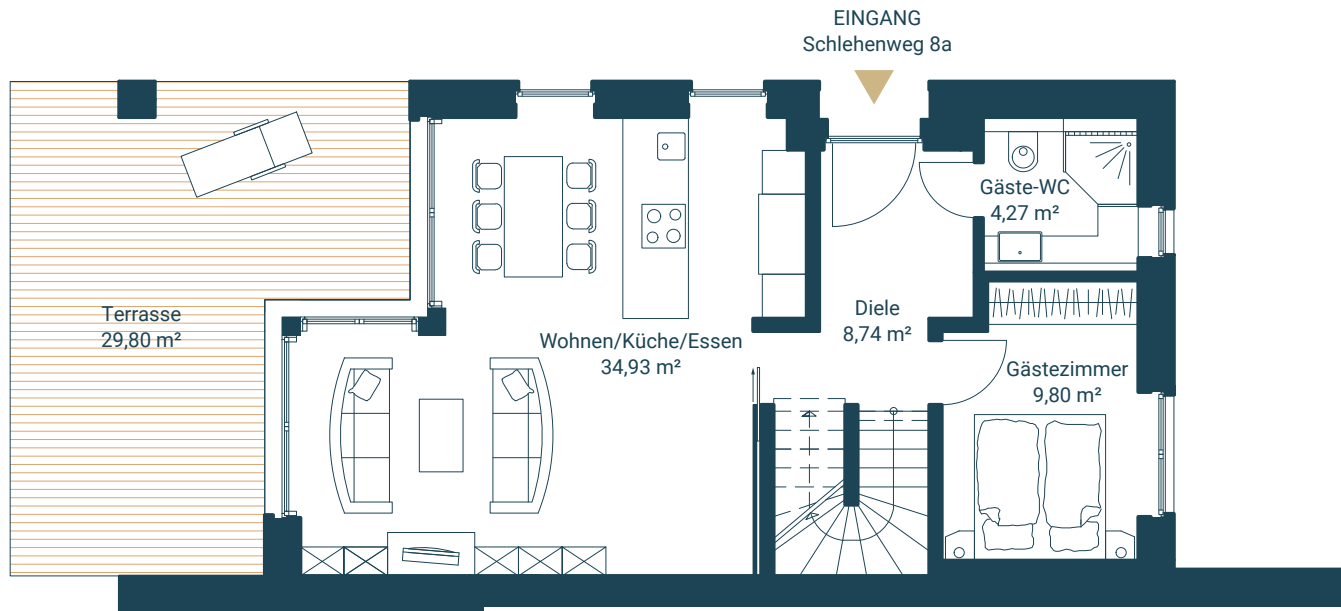 EINGANG
Schlehenweg 8a
Gäste-WC
4,27 m²
Terrasse
29,80 m²
Diele
8,74 m²
Wohnen/Küche/Essen
34,93 m²
Gästezimmer
9,80 m²